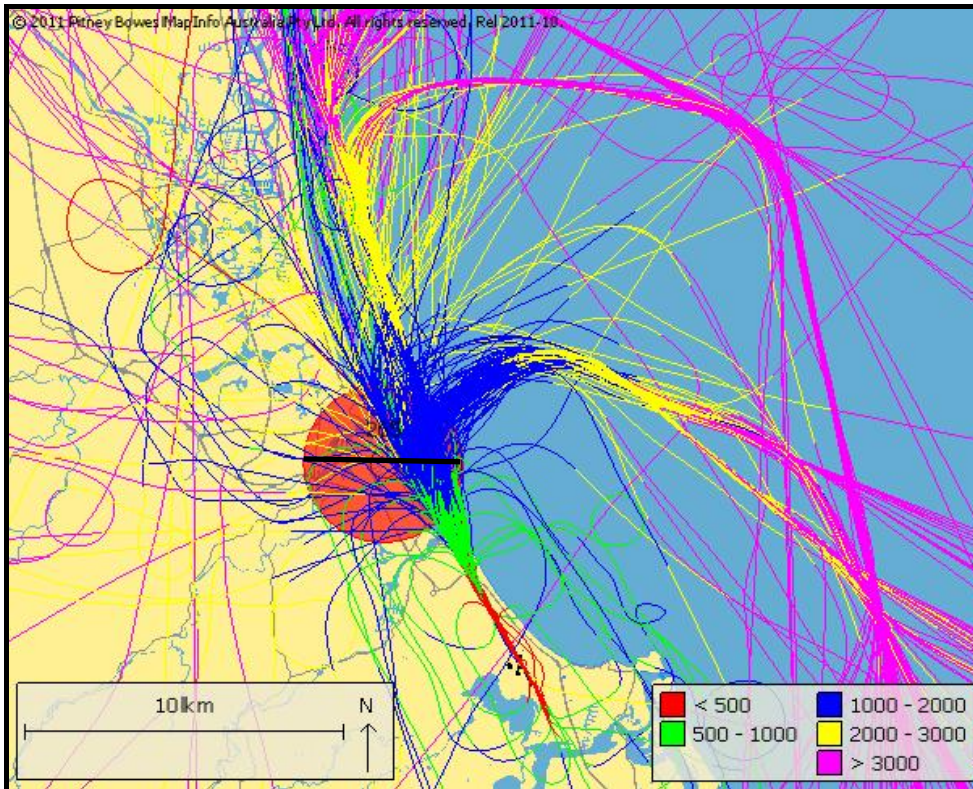 © 2011 Pitney Bowes MapInfo Australia Pty Ltd. All rights reserved. Rel 2011-10.
10 km
N
< 500
1000 - 2000
500 - 1000
2000 - 3000
> 3000